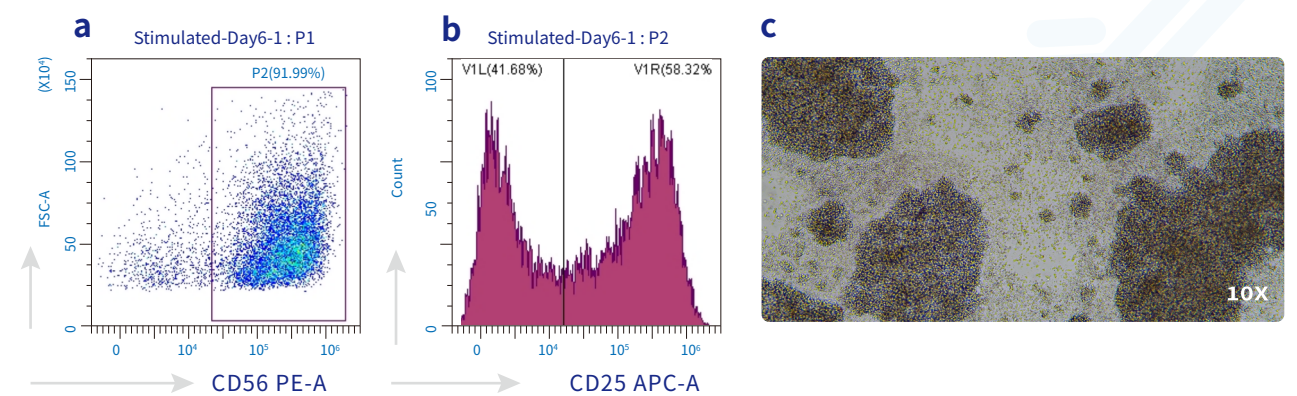 a
Stimulated-Day6-1 : P1
P2(91.99%)
(X10⁴)
FSC-A
150
100
50
0
0
10⁴
10⁵
10⁶
CD56 PE-A
b
Stimulated-Day6-1 : P2
V1L(41.68%)
V1R(58.32%
Count
100
50
0
0
10⁴
10⁵
10⁶
CD25 APC-A
c
10X